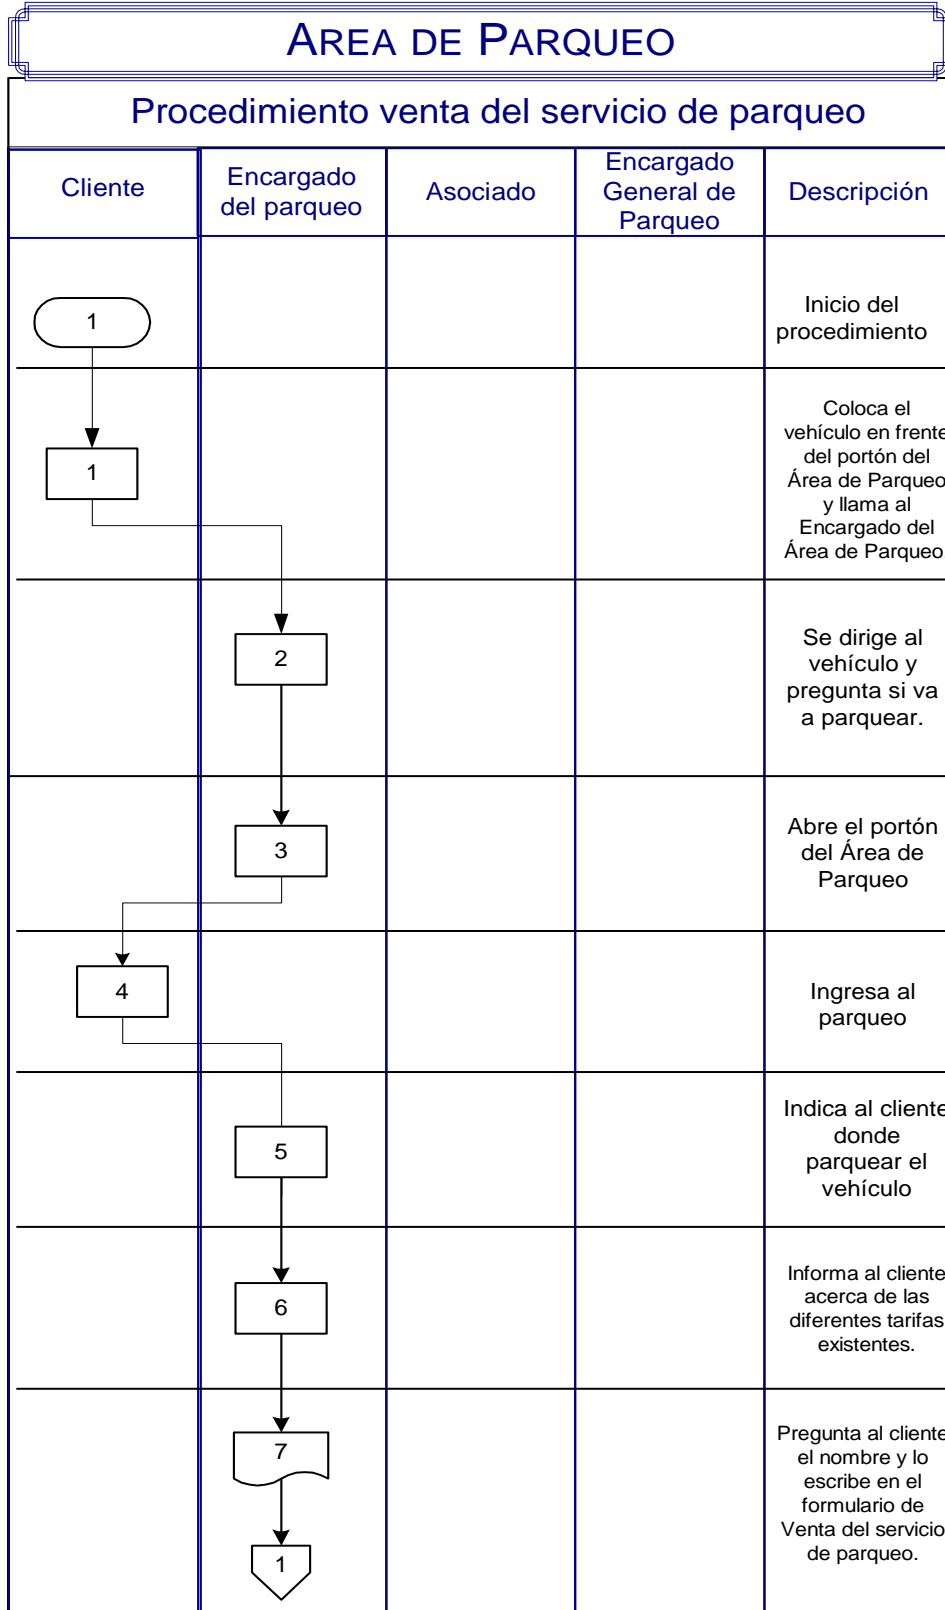 AREA DE PARQUEO
Procedimiento venta del servicio de parqueo
Cliente
Encargado
del parqueo
Asociado
Encargado
General de
Parqueo
Descripción
1
Inicio del
procedimiento
1
Coloca el
vehículo en frente
del portón del
Área de Parqueo
y llama al
Encargado del
Área de Parqueo
2
Se dirige al
vehículo y
pregunta si va
a parquear.
3
Abre el portón
del Área de
Parqueo
4
Ingresa al
parqueo
5
Indica al cliente
donde
parquear el
vehículo
6
Informa al cliente
acerca de las
diferentes tarifas
existentes.
7
Pregunta al cliente
el nombre y lo
escribe en el
formulario de
Venta del servicio
de parqueo.
1